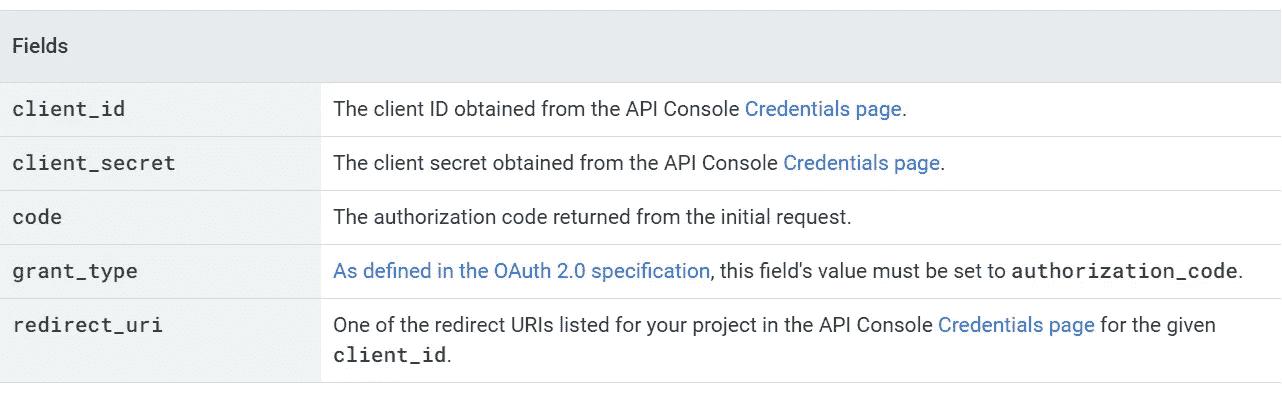 Fields
client_id
The client ID obtained from the API Console Credentials page.
client_secret
The client secret obtained from the API Console Credentials page.
code
The authorization code returned from the initial request.
grant_type
As defined in the OAuth 2.0 specification, this field's value must be set to authorization_code.
redirect_uri
One of the redirect URIs listed for your project in the API Console Credentials page for the given
client_id.